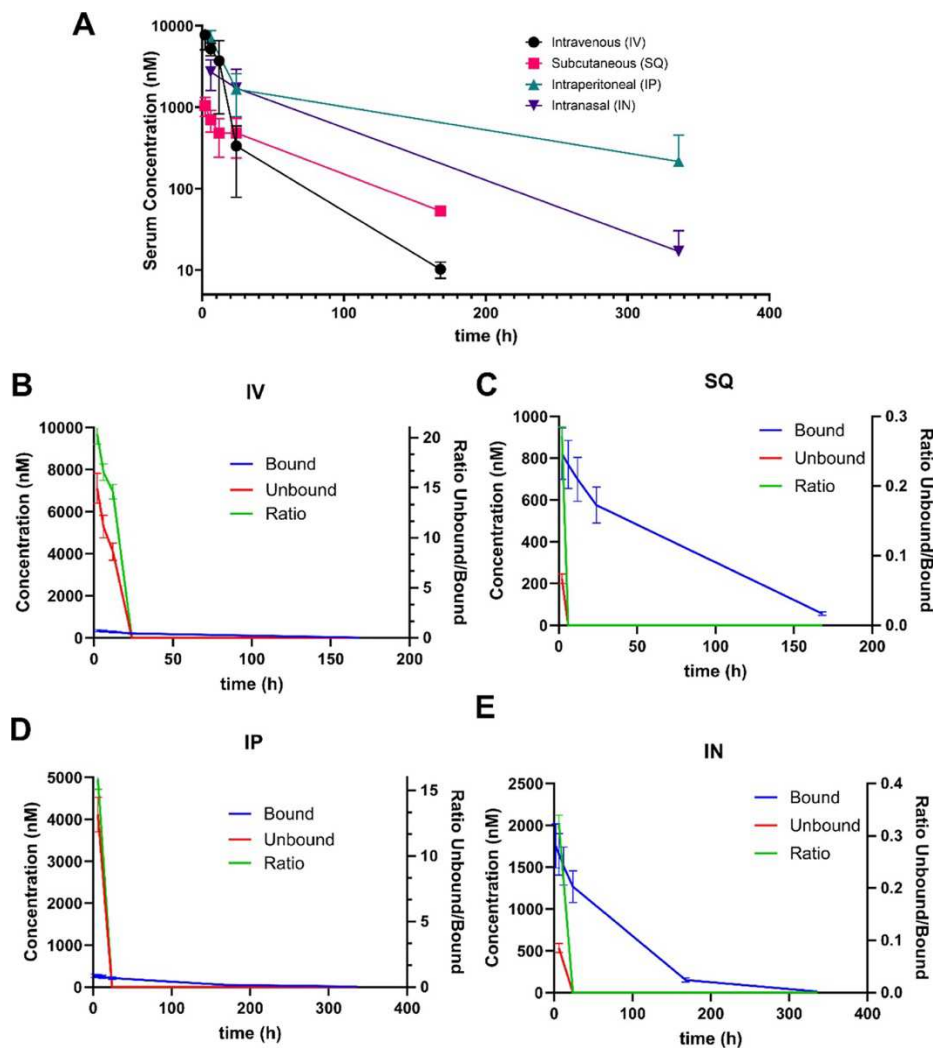 A
Serum Concentration (nM)
10000
1000
100
10
0
100
200
300
400
time (h)
Intravenous (IV)
Subcutaneous (SQ)
Intraperitoneal (IP)
Intranasal (IN)
B
IV
Concentration (nM)
10000
8000
6000
4000
2000
0
0
50
100
150
200
time (h)
20
15
10
5
0
Ratio Unbound/Bound
Bound
Unbound
Ratio
C
SQ
Concentration (nM)
1000
800
600
400
200
0
0
50
100
150
200
time (h)
0.3
0.2
0.1
0.0
Ratio Unbound/Bound
Bound
Unbound
Ratio
D
IP
Concentration (nM)
5000
4000
3000
2000
1000
0
0
100
200
300
400
time (h)
15
10
5
0
Ratio Unbound/Bound
Bound
Unbound
Ratio
E
IN
Concentration (nM)
2500
2000
1500
1000
500
0
0
100
200
300
400
time (h)
0.4
0.3
0.2
0.1
0.0
Ratio Unbound/Bound
Bound
Unbound
Ratio